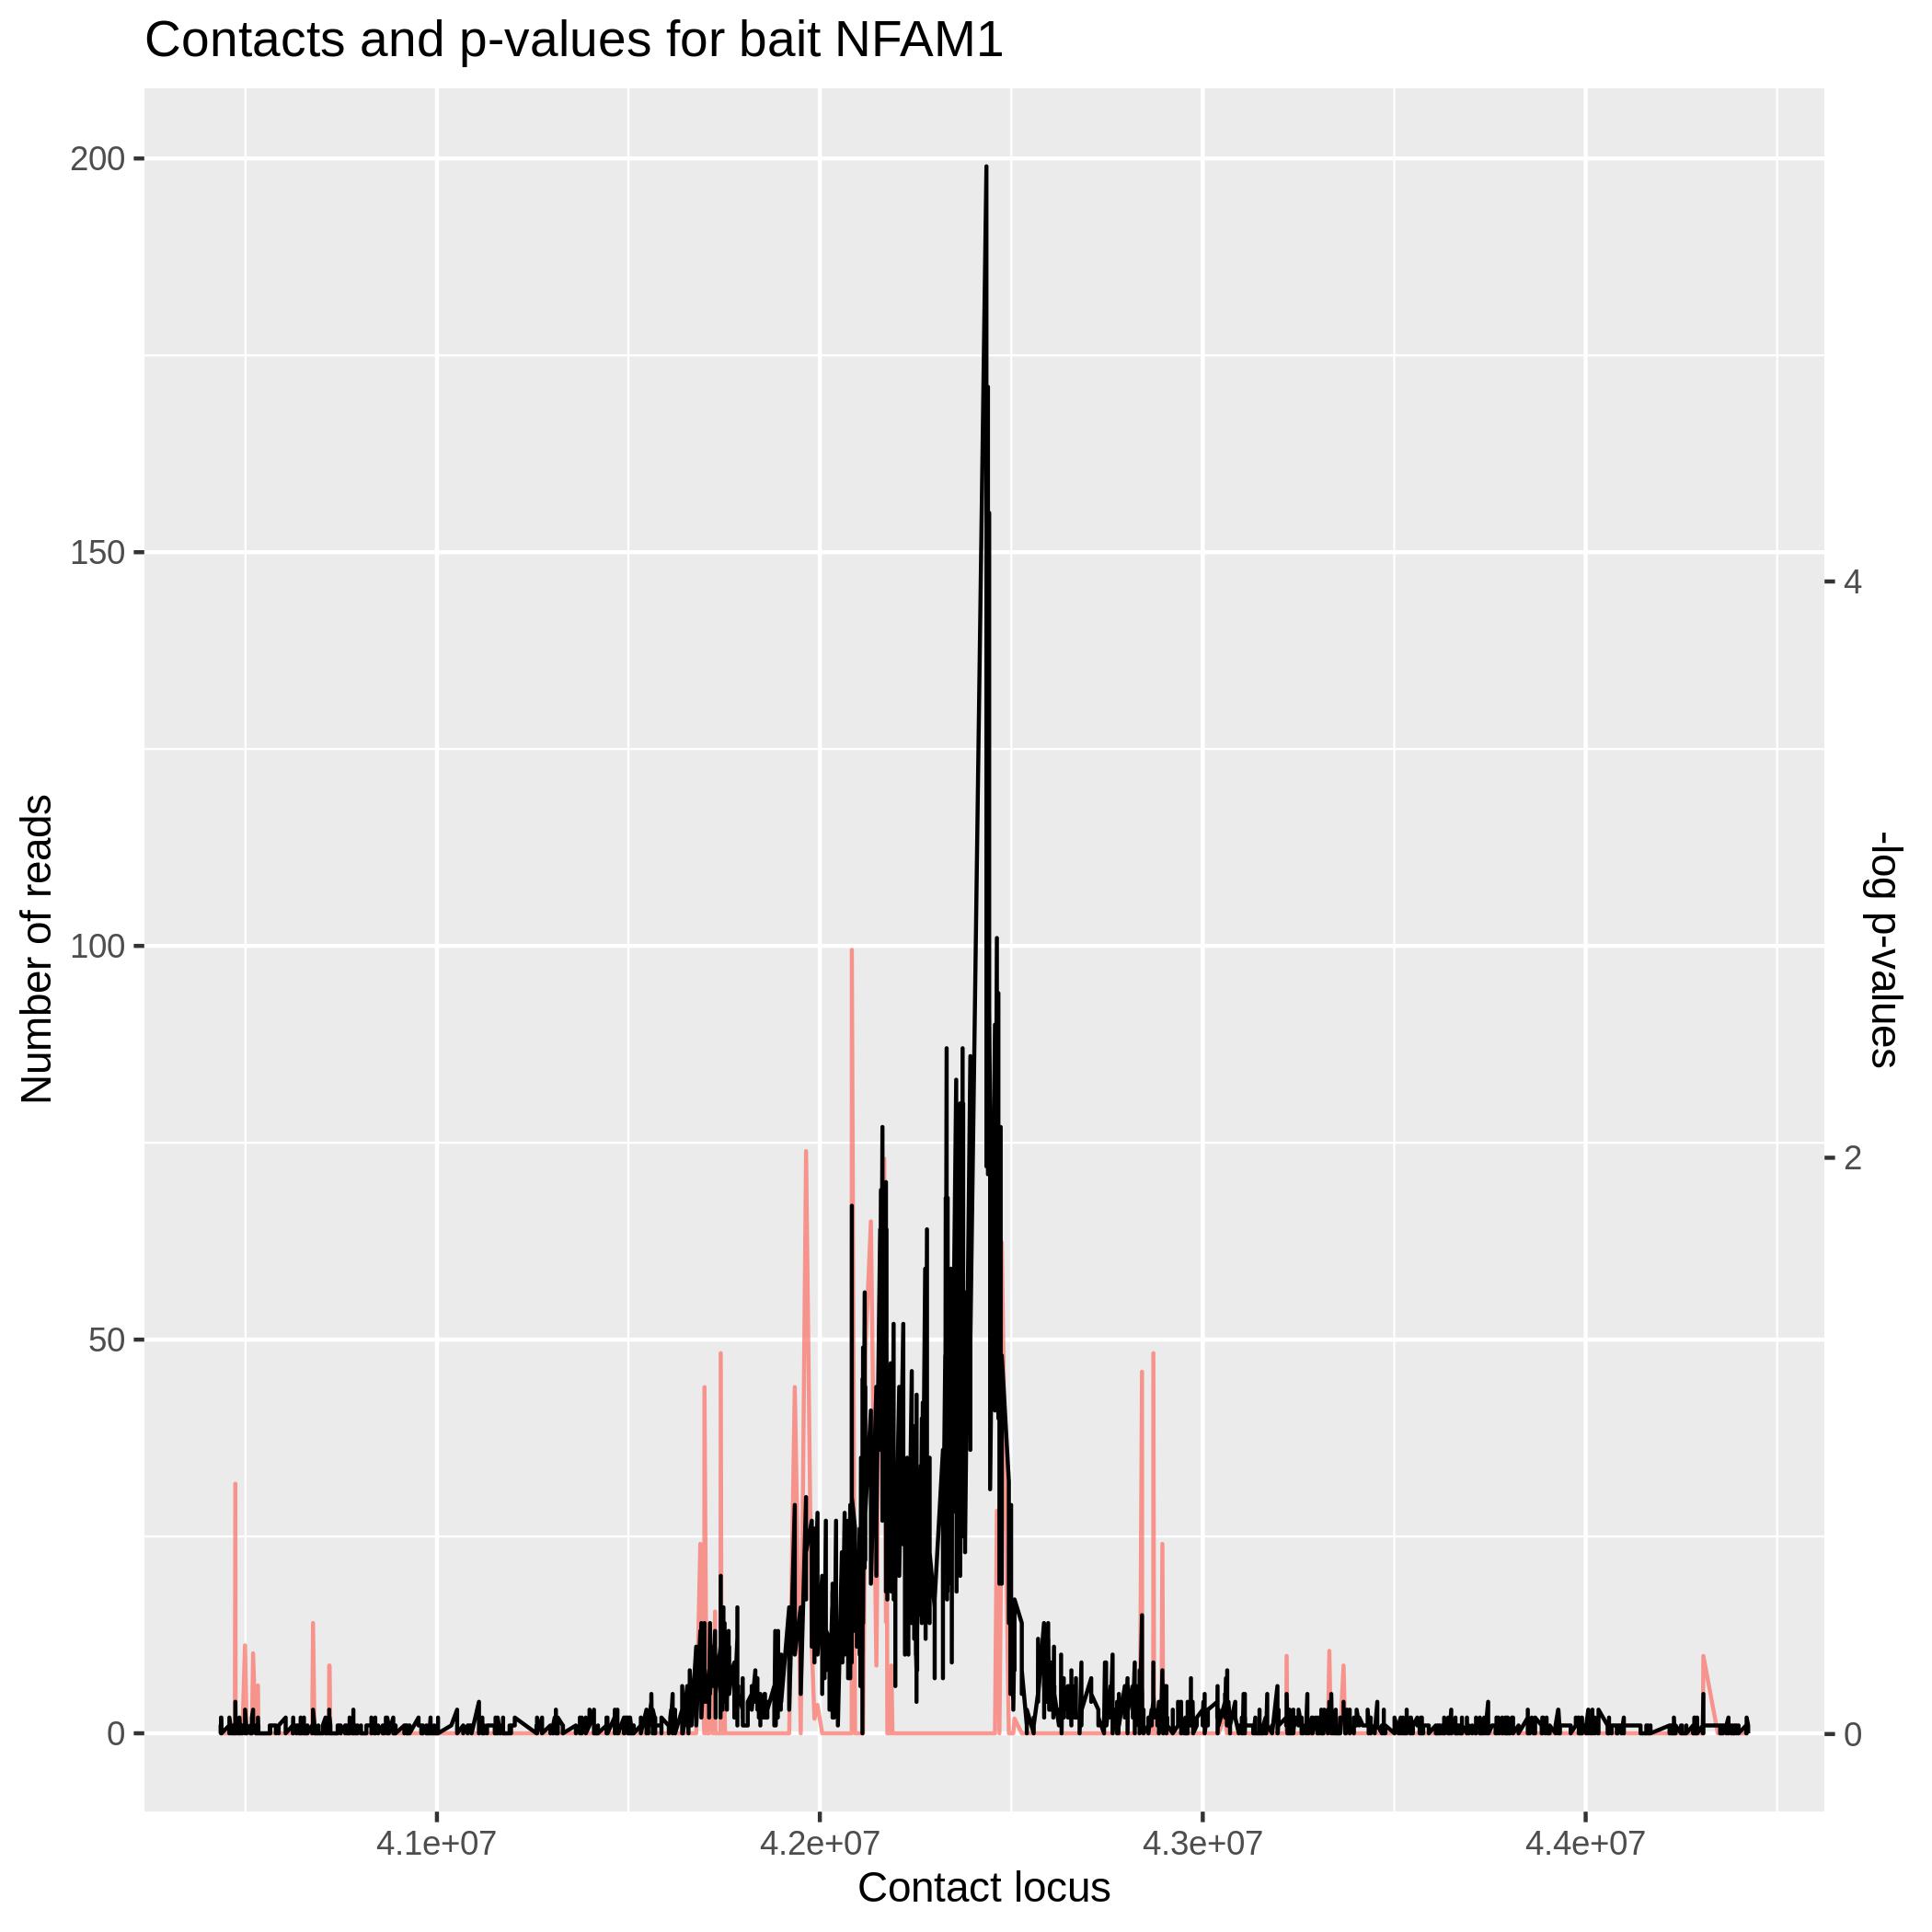 Contacts and p-values for bait NFAM1
Number of reads
200
150
100
50
0
4
2
0
-log p-values
4.1e+07
4.2e+07
4.3e+07
4.4e+07
Contact locus